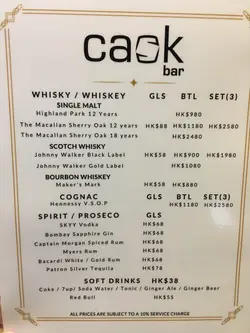 cask
bar
WHISKY / WHISKEY GLS BTL SET(3)
SINGLE MALT
Highland Park 12 Years HK$980
The Macallan Sherry Oak 12 years HK$88 HK$1180 HK$2580
The Macallan Sherry Oak 18 years HK$2480
SCOTCH WHISKY
Johnny Walker Black Label HK$58 HK$900 HK$1980
Johnny Walker Gold Label HK$1080
BOURBON WHISKEY
Maker's Mark HK$58 HK$880
COGNAC GLS BTL SET(3)
Hennessy V.S.O.P HK$1180 HK$2580
SPIRIT / PROSECO GLS
SKYY Vodka HK$68
Bombay Sapphire Gin HK$68
Captain Morgan Spiced Rum HK$68
Myers Rum HK$68
Bacardi White / Gold Rum HK$68
Patron Silver Tequila HK$78
SOFT DRINKS HK$38
Coke / 7up/ Soda Water / Tonic / Ginger Ale / Ginger Beer
Red Bull HK$55
ALL PRICES ARE SUBJECT TO A 10% SERVICE CHARGE